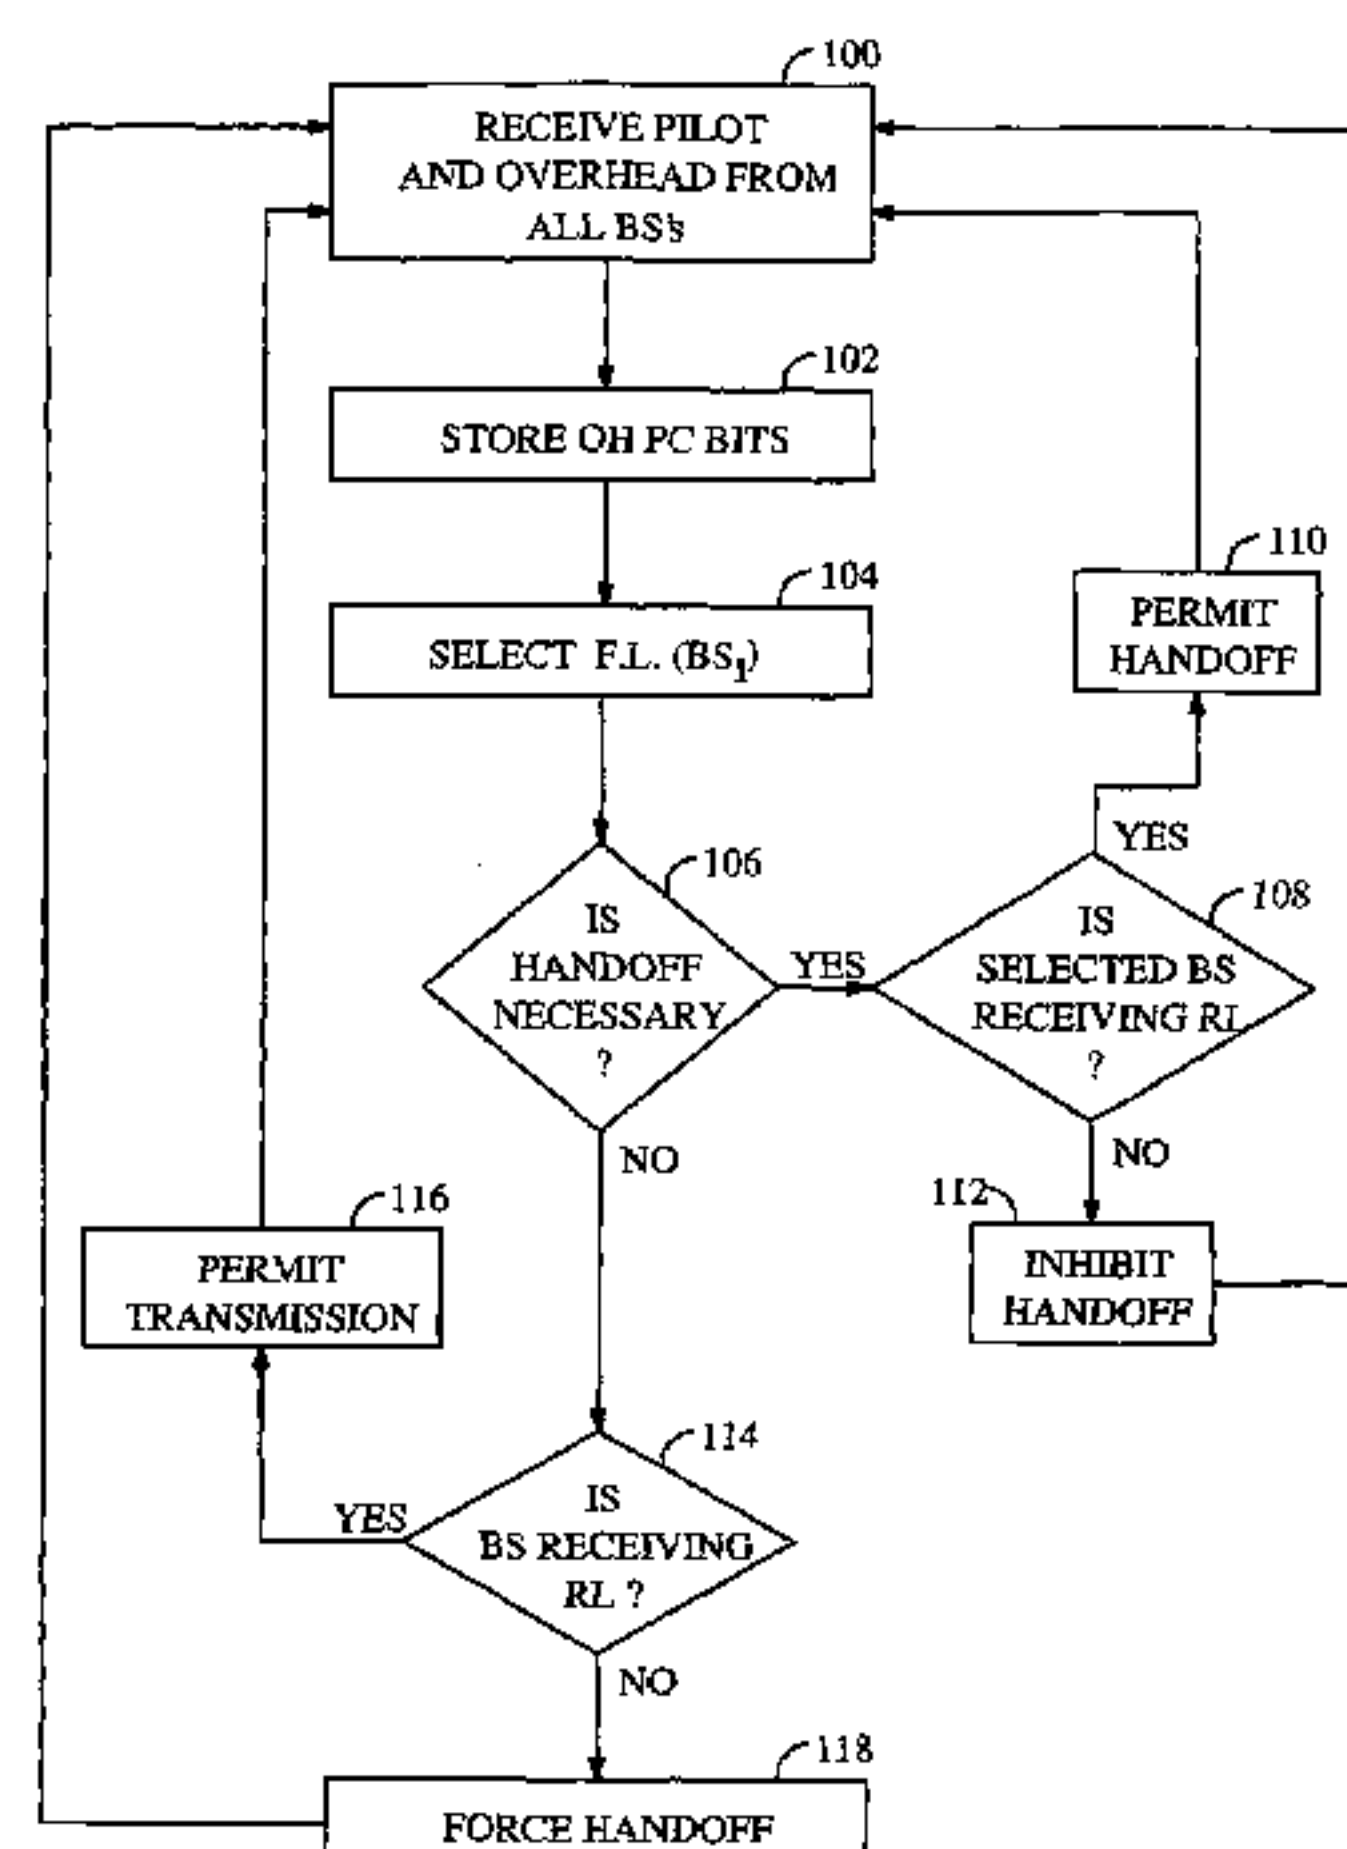 100
RECEIVE PILOT
AND OVERHEAD FROM
ALL BS's
102
STORE OH PC BITS
104
SELECT F.L. (BS1)
110
PERMIT
HANDOFF
106
IS
HANDOFF
NECESSARY
?
YES
YES
108
IS
SELECTED BS
RECEIVING RL
?
NO
NO
112
INHIBIT
HANDOFF
116
PERMIT
TRANSMISSION
114
IS
BS RECEIVING
RL ?
YES
NO
118
FORCE HANDOFF